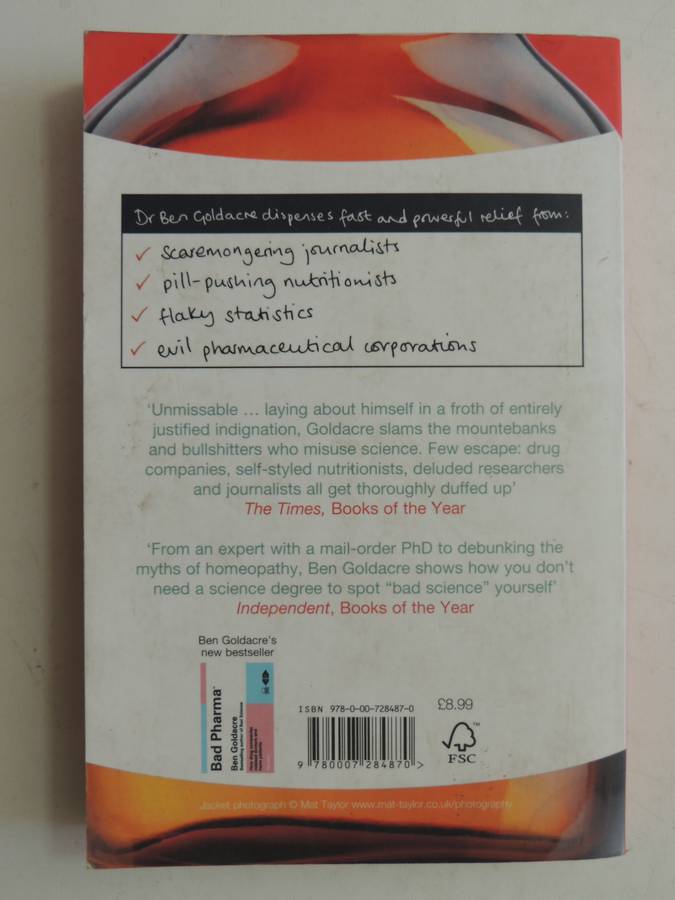 Dr Ben Goldacre dispenses fast and powerful relief from:
✓ scaremongering journalists
✓ pill-pushing nutritionists
✓ flaky statistics
✓ evil pharmaceutical corporations
‘Unmissable … laying about himself in a froth of entirely
justified indignation, Goldacre slams the mountebanks
and bullshitters who misuse science. Few escape: drug
companies, self-styled nutritionists, deluded researchers
and journalists all get thoroughly duffed up’
The Times, Books of the Year
‘From an expert with a mail-order PhD to debunking the
myths of homeopathy, Ben Goldacre shows how you don’t
need a science degree to spot “bad science” yourself’
Independent, Books of the Year
Ben Goldacre’s
new bestseller
Bad Pharma
Ben Goldacre
Bestselling author of Bad Science
ISBN 978-0-00-728487-0
9 780007 284870 >
£8.99
FSC
Jacket photograph © Mat Taylor www.mat-taylor.co.uk/photography